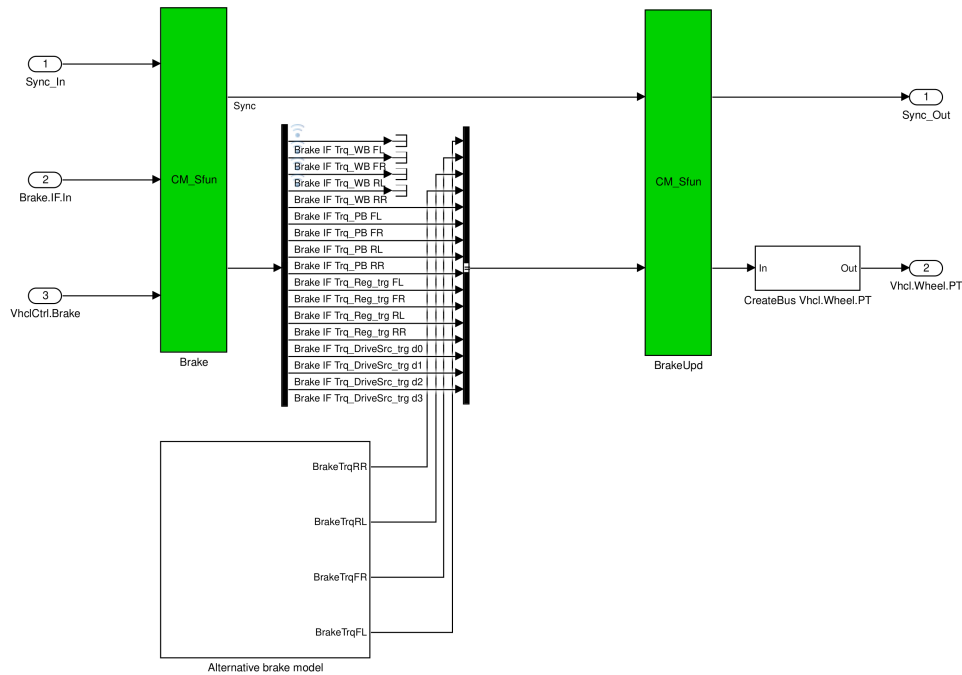 1
Sync_In
2
Brake.IF.In
3
VhclCtrl.Brake
CM_Sfun
Brake
Sync
Brake IF Trq_WB FL
Brake IF Trq_WB FR
Brake IF Trq_WB RL
Brake IF Trq_WB RR
Brake IF Trq_PB FL
Brake IF Trq_PB FR
Brake IF Trq_PB RL
Brake IF Trq_PB RR
Brake IF Trq_Reg_trg FL
Brake IF Trq_Reg_trg FR
Brake IF Trq_Reg_trg RL
Brake IF Trq_Reg_trg RR
Brake IF Trq_DriveSrc_trg d0
Brake IF Trq_DriveSrc_trg d1
Brake IF Trq_DriveSrc_trg d2
Brake IF Trq_DriveSrc_trg d3
CM_Sfun
BrakeUpd
In
Out
CreateBus Vhcl.Wheel.PT
1
Sync_Out
2
Vhcl.Wheel.PT
BrakeTrqRR
BrakeTrqRL
BrakeTrqFR
BrakeTrqFL
Alternative brake model